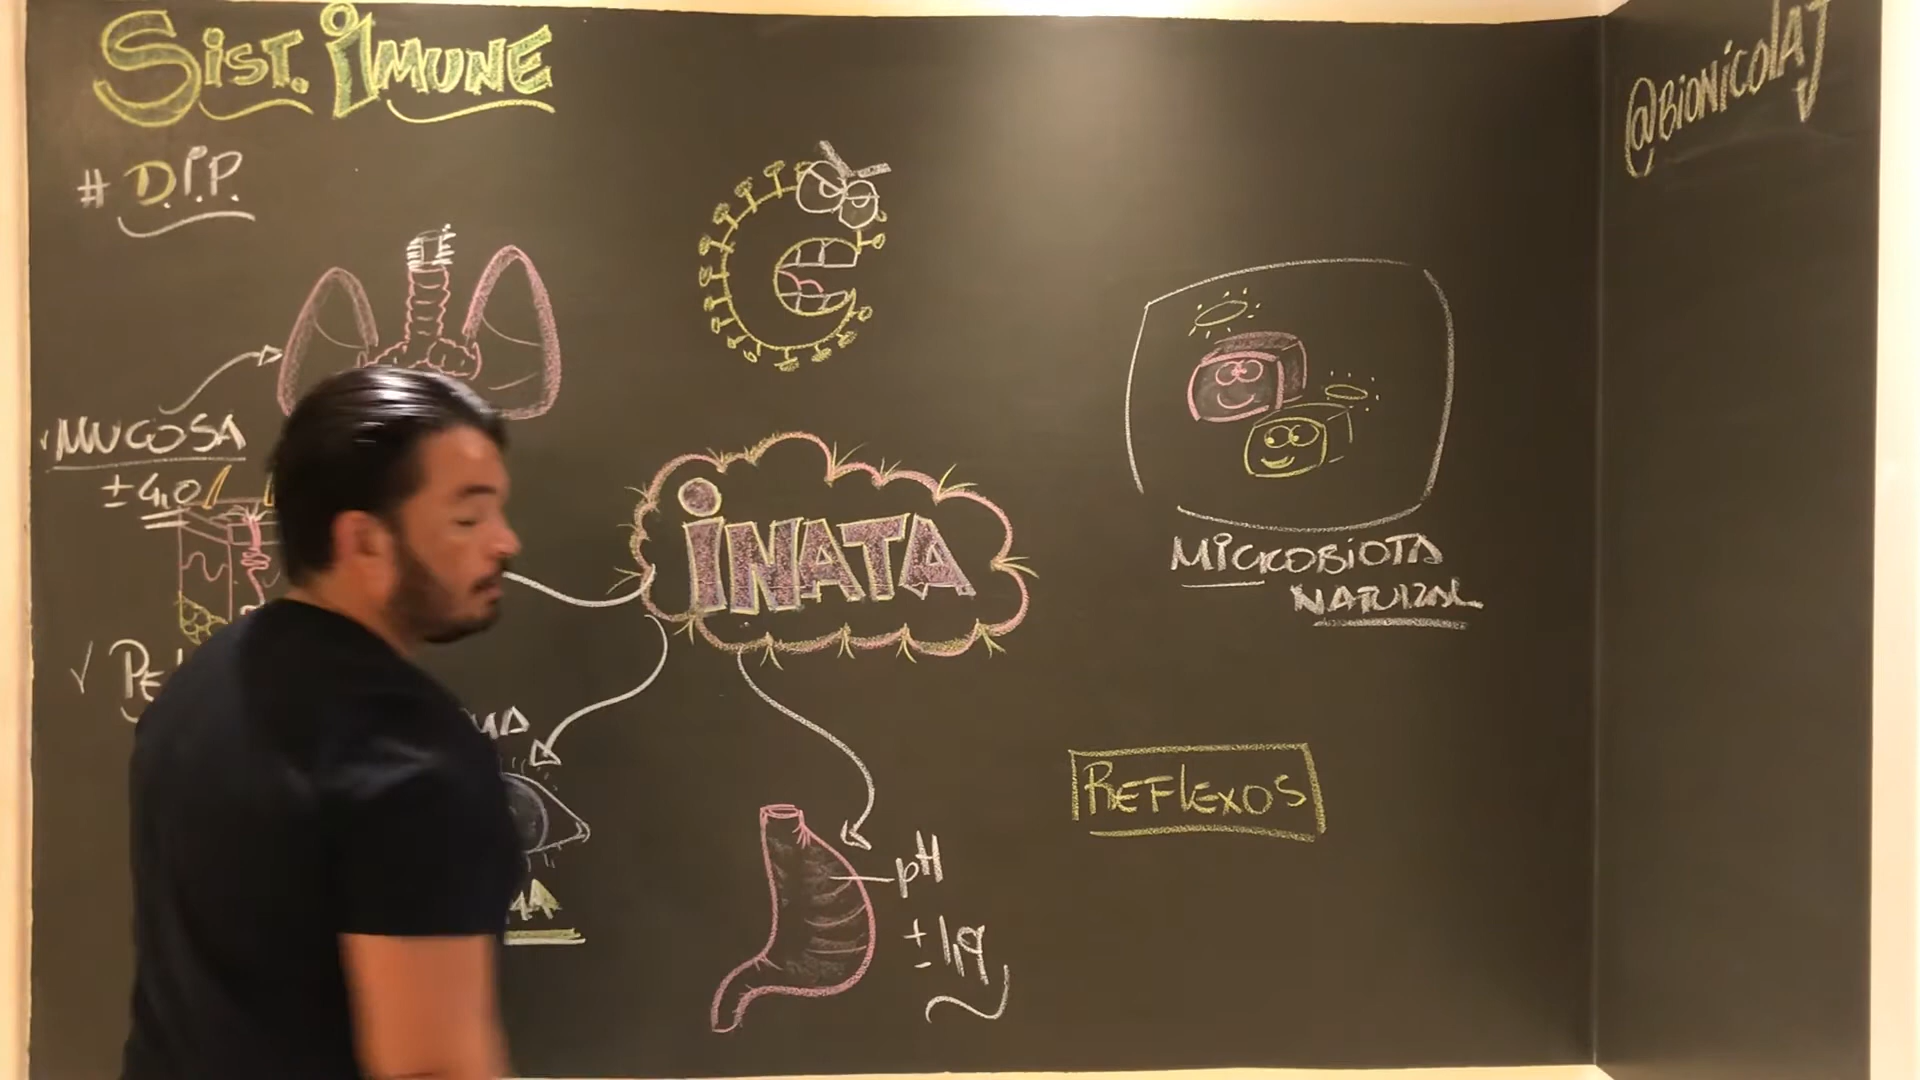 Sist. imune
@BiONicolAJ
# D.i.P.
MUCOSA
± 4,0
iNATA
MiCROBiOTA
NATURAL
REFlEXOS
pH
± 1,9